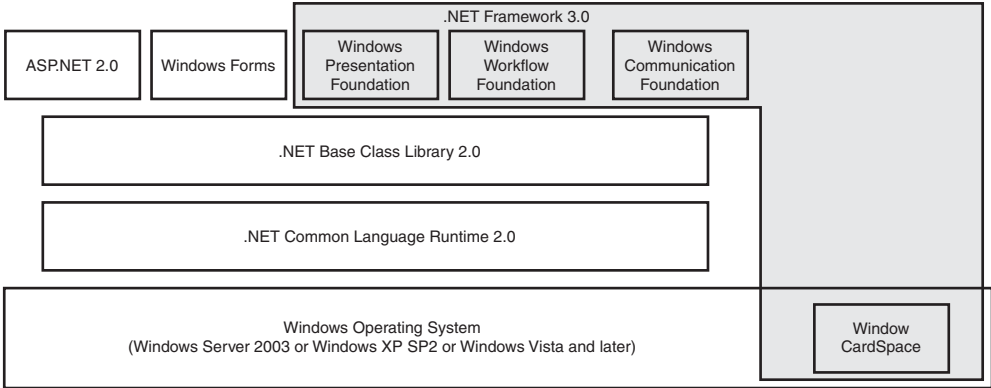 .NET Framework 3.0
ASP.NET 2.0
Windows Forms
Windows
Presentation
Foundation
Windows
Workflow
Foundation
Windows
Communication
Foundation
.NET Base Class Library 2.0
.NET Common Language Runtime 2.0
Windows Operating System
(Windows Server 2003 or Windows XP SP2 or Windows Vista and later)
Window
CardSpace